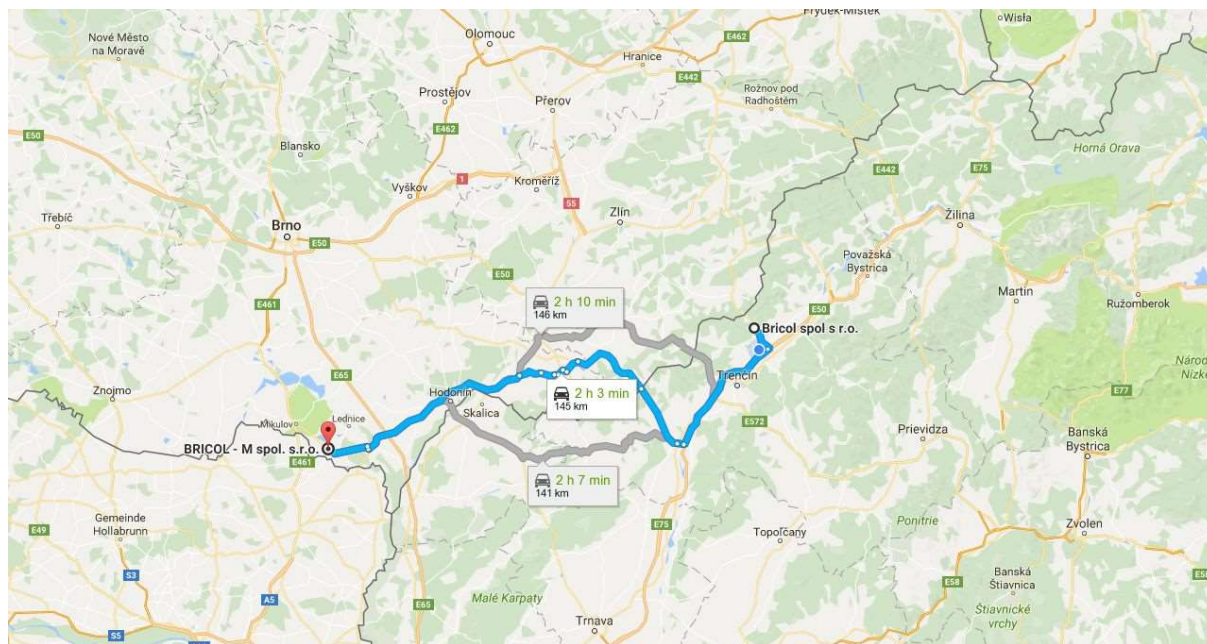 Nové Město
na Moravě
Olomouc
E462
Frýdek-Místek
Wisła
Hranice
E442
Rožnov pod
Radhoštěm
Prostějov
Přerov
E462
E50
Blansko
Vyškov
1
Kroměříž
55
Horná Orava
E75
E442
Třebíč
Brno
E50
Zlín
Žilina
E50
Považská
Bystrica
Martin
Ružomberok
E461
2 h 10 min
146 km
E50
Bricol spol s r.o.
E65
Národ
Nízke
Znojmo
Hodonín
Skalica
2 h 3 min
145 km
Trenčín
E77
Mikulov
Lednice
E572
Prievidza
Banská
Bystrica
BRICOL - M spol. s.r.o.
E461
2 h 7 min
141 km
E49
Gemeinde
Hollabrunn
E75
Topoľčany
Ponitrie
Zvolen
S3
E58
E58
Banská
Štiavnica
A5
E65
Malé Karpaty
Štiavnické
vrchy
Trnava
S5